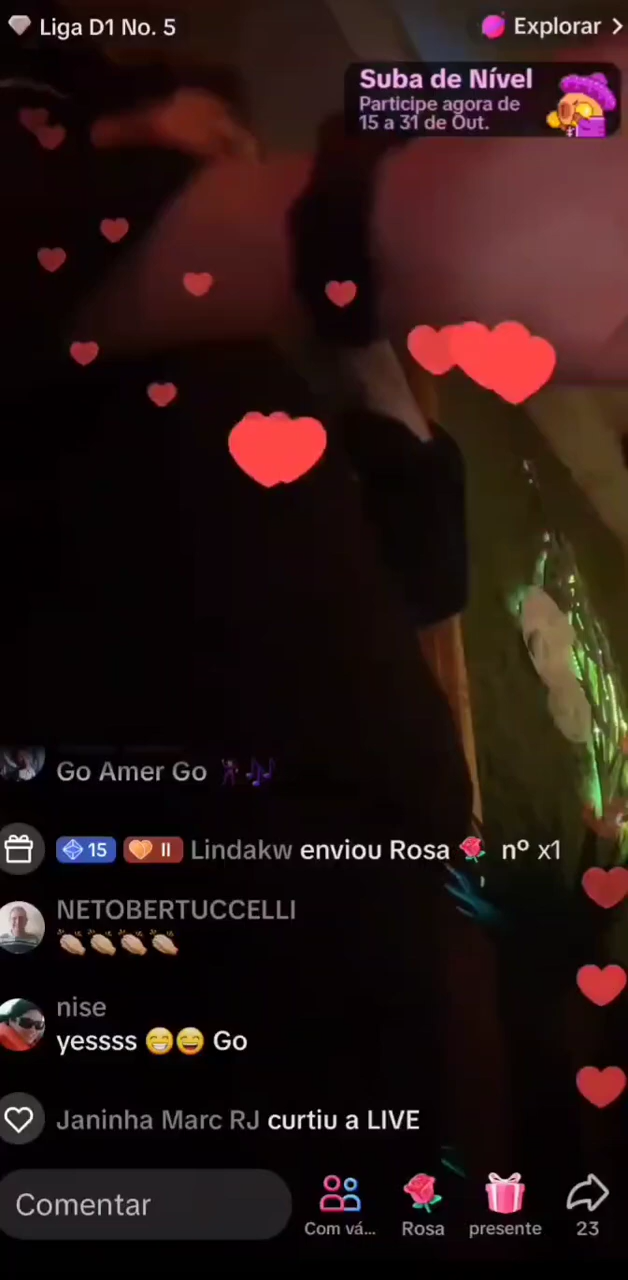 Liga D1 No. 5
Explorar
Suba de Nível
Participe agora de
15 a 31 de Out.
Go Amer Go
15 II Lindakw enviou Rosa nº x1
NETOBERTUCCELLI
nise
yessss Go
Janinha Marc RJ curtiu a LIVE
Comentar
Com vá...
Rosa
presente
23